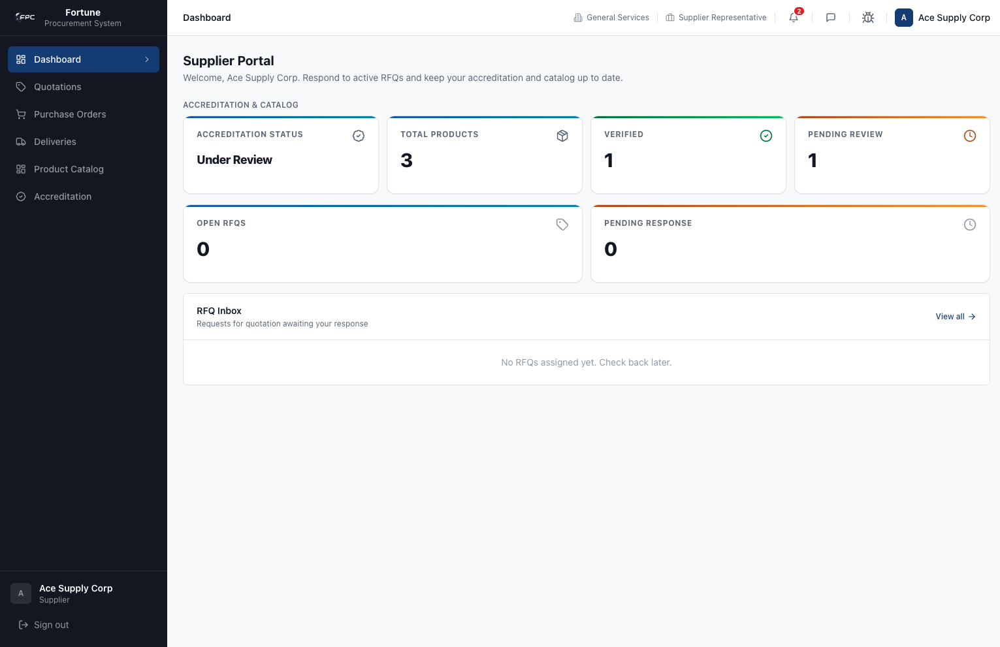 FPC
Fortune
Procurement System
Dashboard
Quotations
Purchase Orders
Deliveries
Product Catalog
Accreditation
A
Ace Supply Corp
Supplier
Sign out
Dashboard
General Services
Supplier Representative
2
A
Ace Supply Corp
Supplier Portal
Welcome, Ace Supply Corp. Respond to active RFQs and keep your accreditation and catalog up to date.
ACCREDITATION & CATALOG
ACCREDITATION STATUS
Under Review
TOTAL PRODUCTS
3
VERIFIED
1
PENDING REVIEW
1
OPEN RFQS
0
PENDING RESPONSE
0
RFQ Inbox
Requests for quotation awaiting your response
View all
No RFQs assigned yet. Check back later.